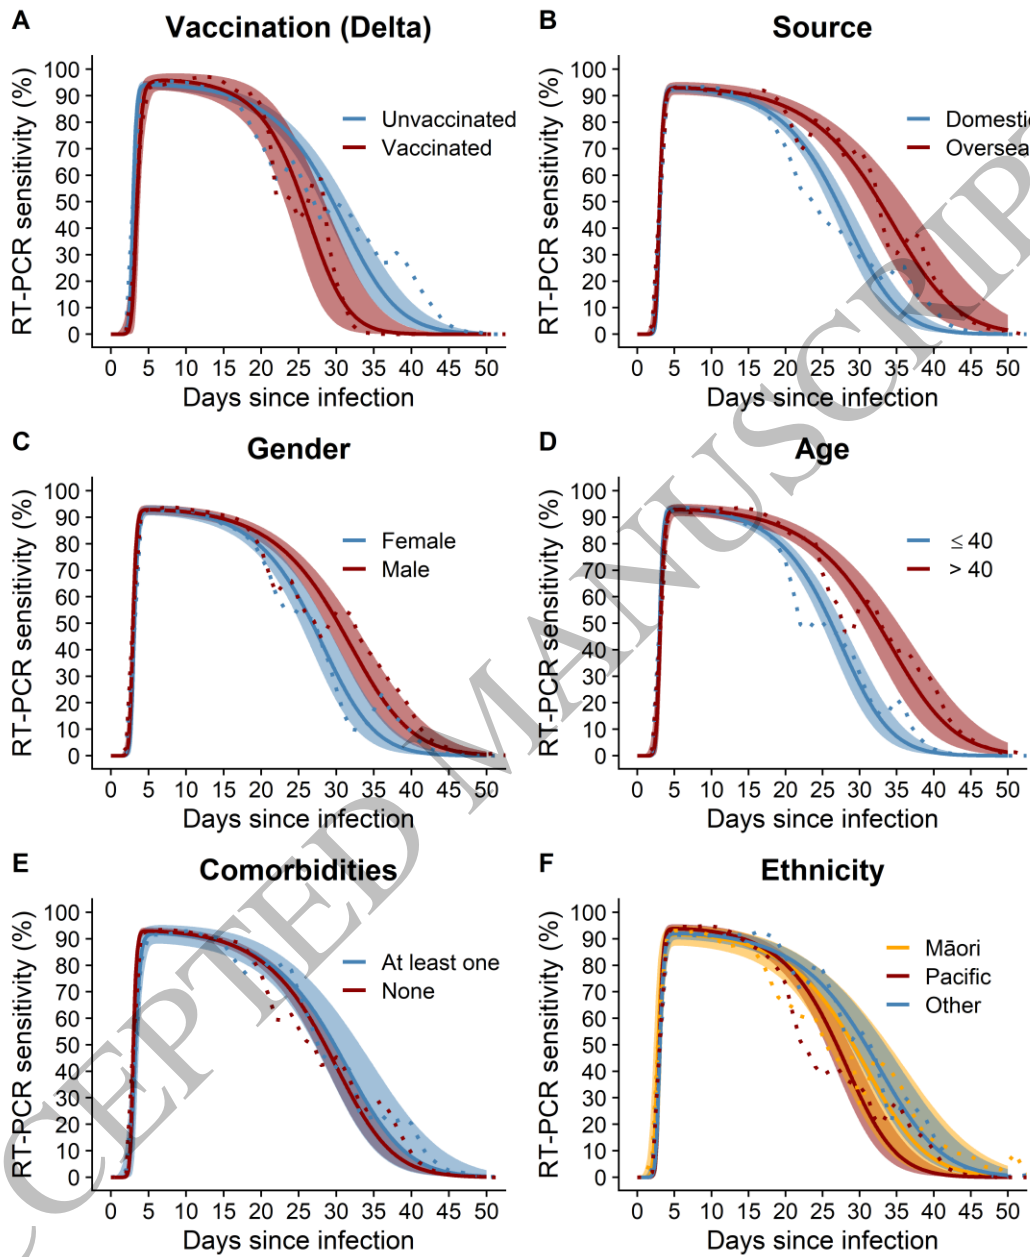 A Vaccination (Delta)
RT-PCR sensitivity (%)
100
90
80
70
60
50
40
30
20
10
0
Unvaccinated
Vaccinated
0 5 10 15 20 25 30 35 40 45 50
Days since infection
B Source
RT-PCR sensitivity (%)
100
90
80
70
60
50
40
30
20
10
0
Domestic
Oversea
0 5 10 15 20 25 30 35 40 45 50
Days since infection
C Gender
RT-PCR sensitivity (%)
100
90
80
70
60
50
40
30
20
10
0
Female
Male
0 5 10 15 20 25 30 35 40 45 50
Days since infection
D Age
RT-PCR sensitivity (%)
100
90
80
70
60
50
40
30
20
10
0
≤ 40
> 40
0 5 10 15 20 25 30 35 40 45 50
Days since infection
E Comorbidities
RT-PCR sensitivity (%)
100
90
80
70
60
50
40
30
20
10
0
At least one
None
0 5 10 15 20 25 30 35 40 45 50
Days since infection
F Ethnicity
RT-PCR sensitivity (%)
100
90
80
70
60
50
40
30
20
10
0
Māori
Pacific
Other
0 5 10 15 20 25 30 35 40 45 50
Days since infection
CEPTED MANUSCRIP